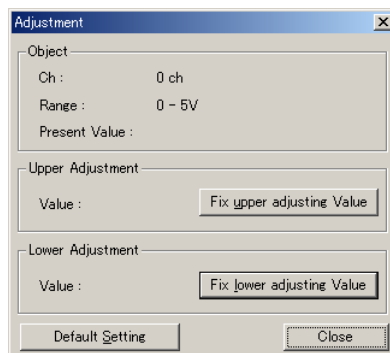 Adjustment
Object
Ch : 0 ch
Range : 0 - 5V
Present Value :
Upper Adjustment
Value : Fix upper adjusting Value
Lower Adjustment
Value : Fix lower adjusting Value
Default Setting Close